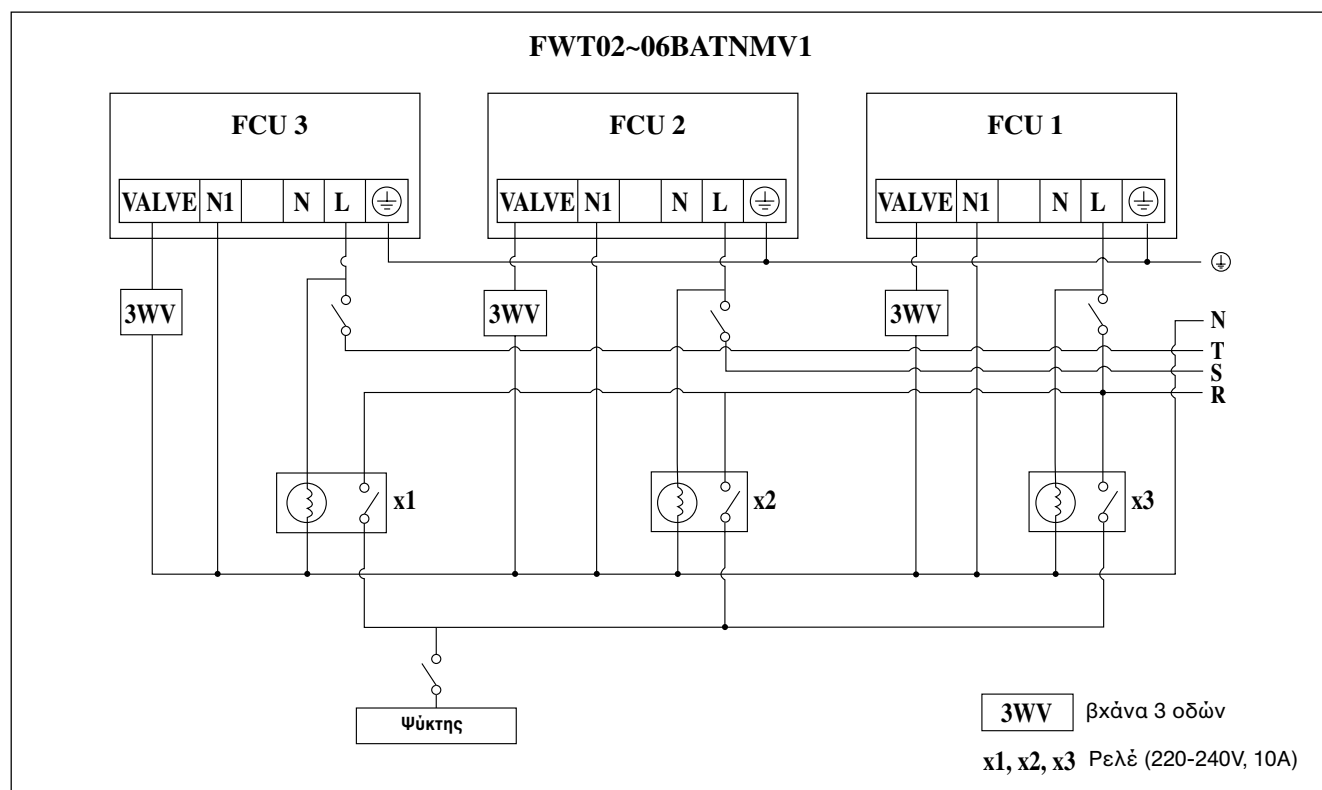 FWT02~06BATNMV1
FCU 3 FCU 2 FCU 1
VALVE N1 N L VALVE N1 N L VALVE N1 N L
3WV 3WV 3WV
N
T
S
R
x1 x2 x3
Ψύκτης
3WV βχάνα 3 οδών
x1, x2, x3 Ρελέ (220-240V, 10A)